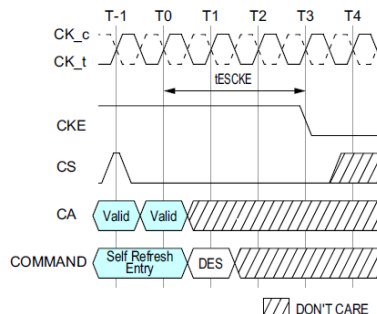 T-1 T0 T1 T2 T3 T4
CK_c
CK_t
tESCKE
CKE
CS
CA Valid Valid
COMMAND Self Refresh Entry DES
DON'T CARE